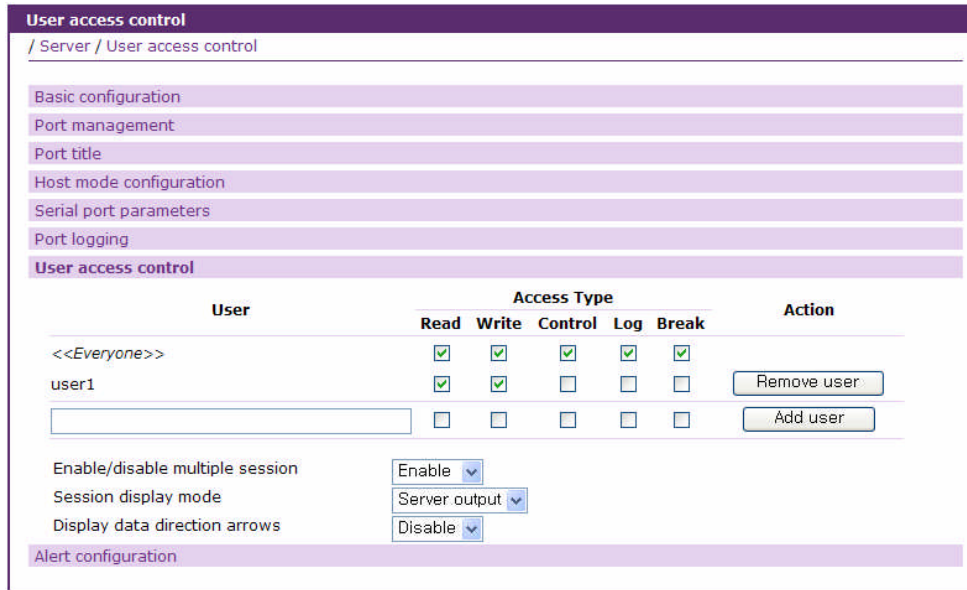 User access control
/ Server / User access control
Basic configuration
Port management
Port title
Host mode configuration
Serial port parameters
Port logging
User access control
User Access Type Action
Read Write Control Log Break
<<Everyone>>
user1 Remove user
Add user
Enable/disable multiple session Enable
Session display mode Server output
Display data direction arrows Disable
Alert configuration